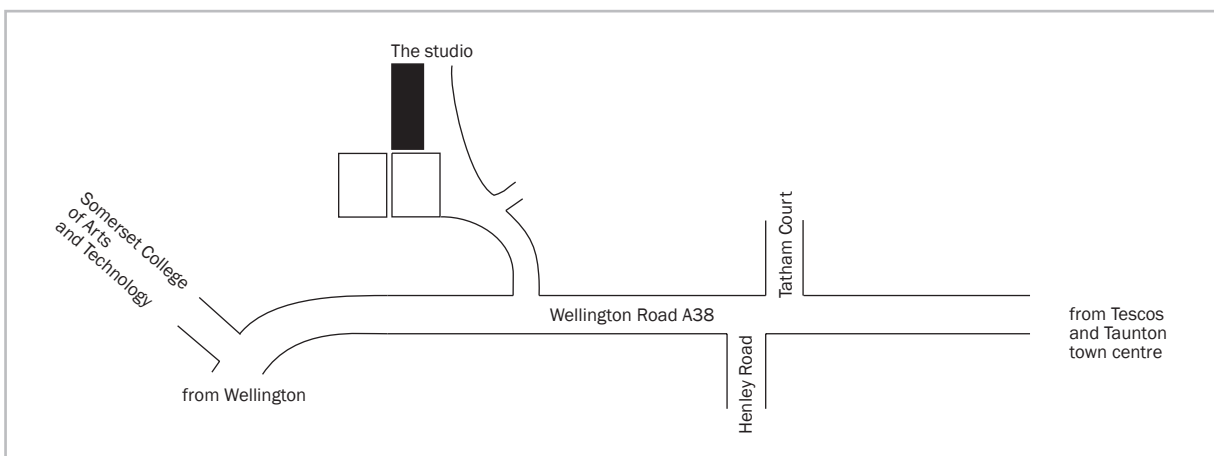 The studio
Somerset College
of Arts
and Technology
Tatham Court
Wellington Road A38
from Tescos
and Taunton
town centre
Henley Road
from Wellington